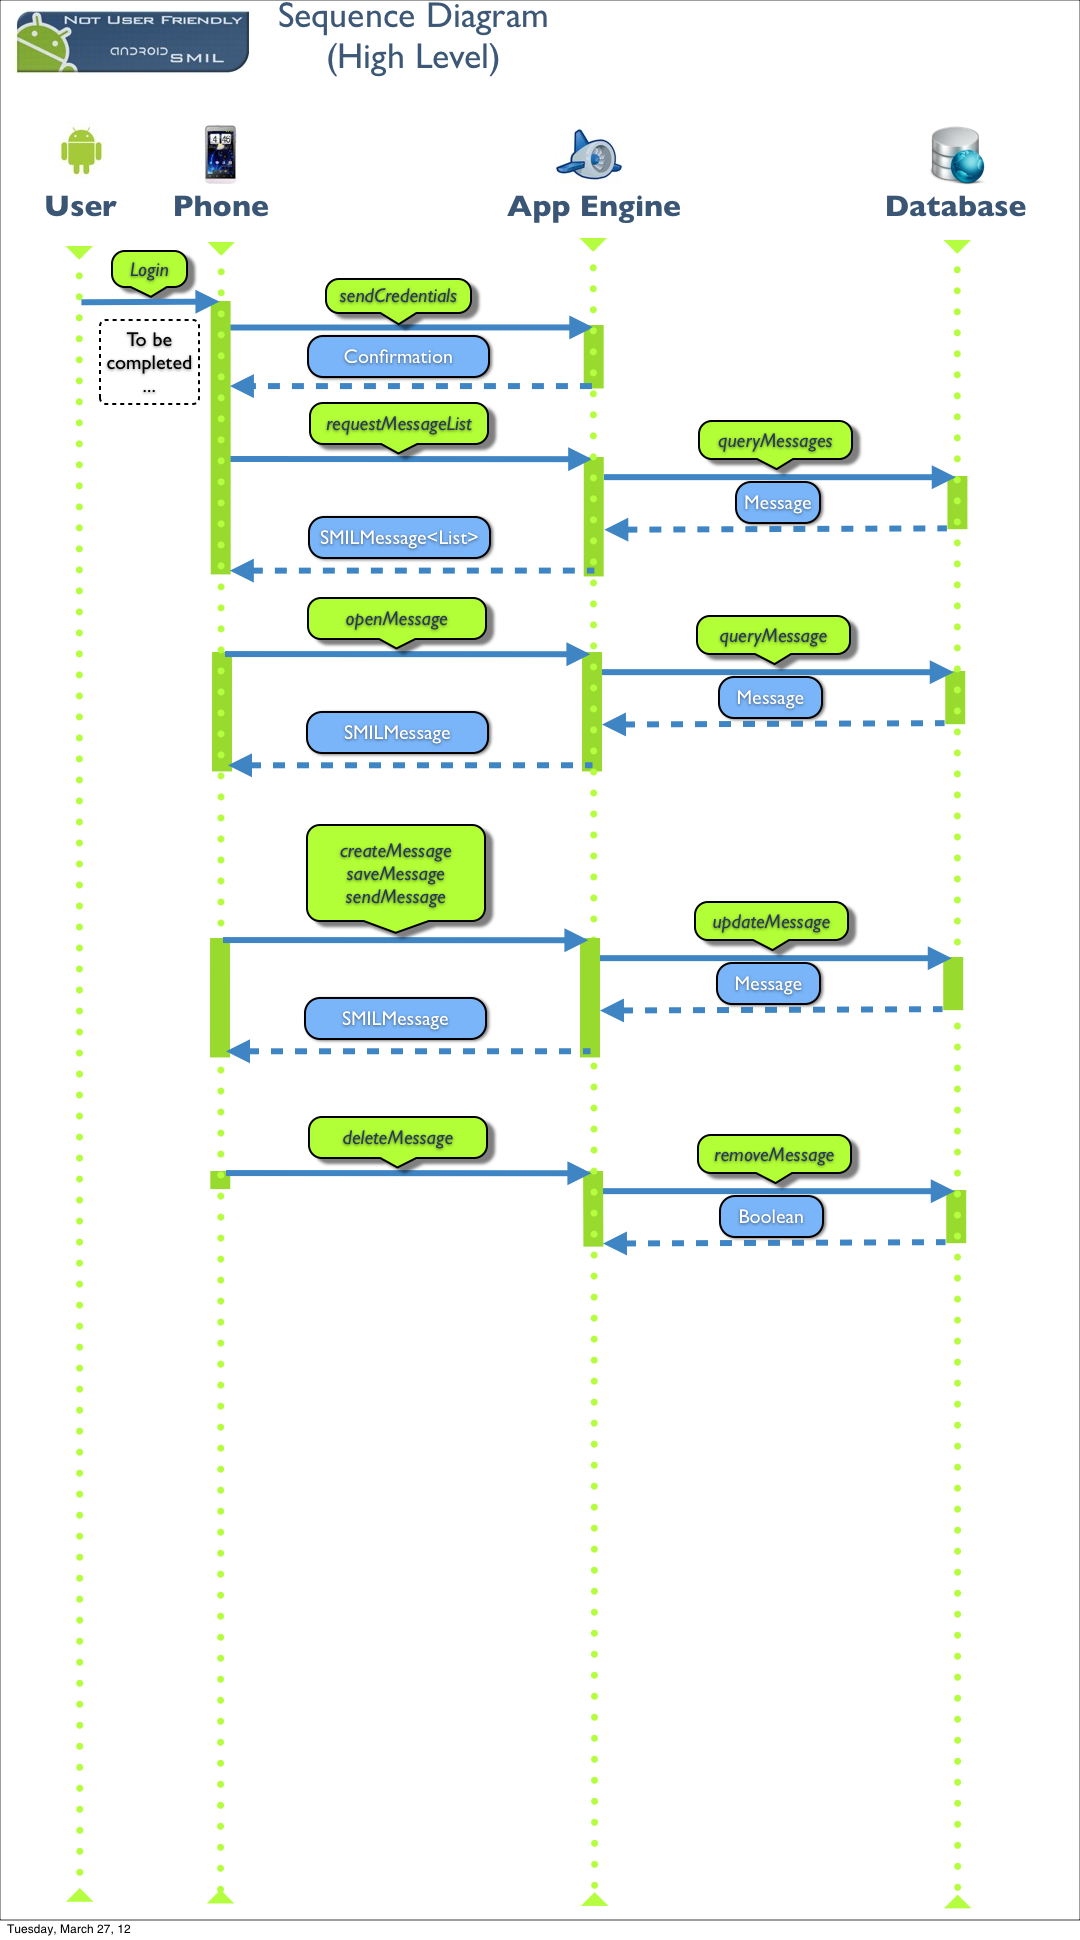 NOT USER FRIENDLY
ANDROID
SMIL
Sequence Diagram
(High Level)
User
Phone
App Engine
Database
Login
sendCredentials
To be
completed
...
Confirmation
requestMessageList
queryMessages
Message
SMILMessage<List>
openMessage
queryMessage
Message
SMILMessage
createMessage
saveMessage
sendMessage
updateMessage
Message
SMILMessage
deleteMessage
removeMessage
Boolean
Tuesday, March 27, 12